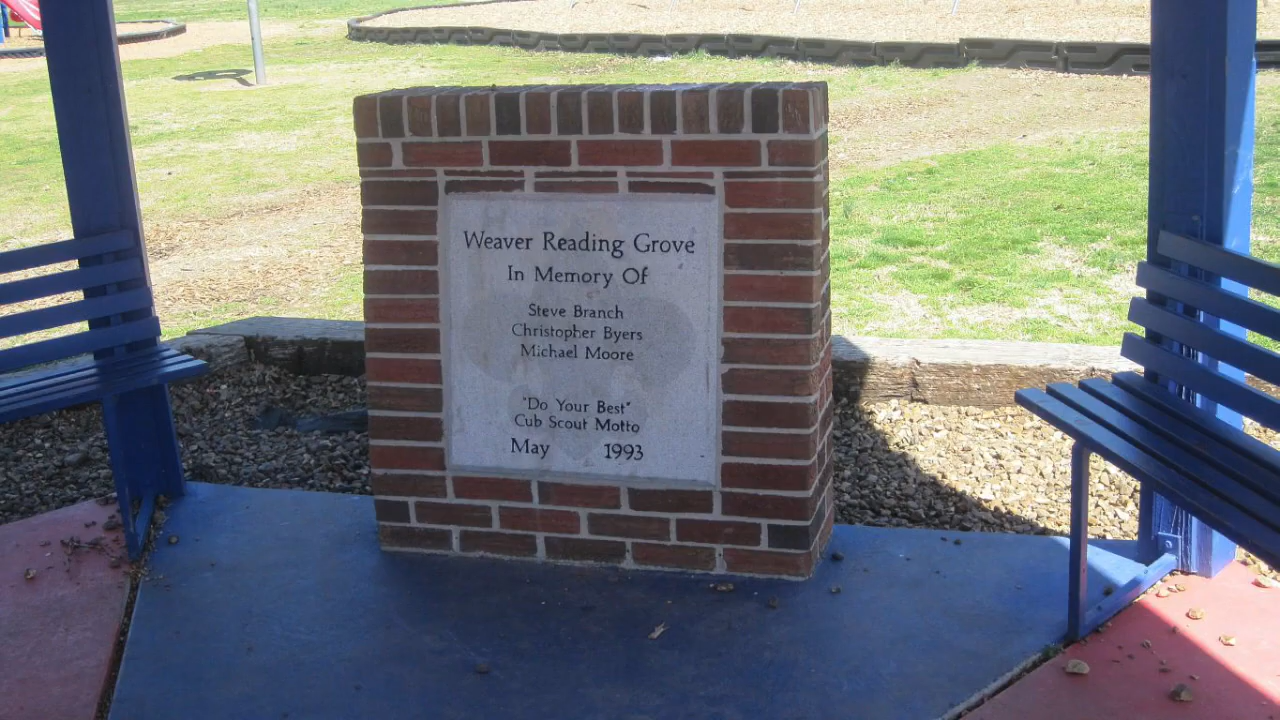 Weaver Reading Grove
In Memory Of
Steve Branch
Christopher Byers
Michael Moore
"Do Your Best"
Cub Scout Motto
May 1993